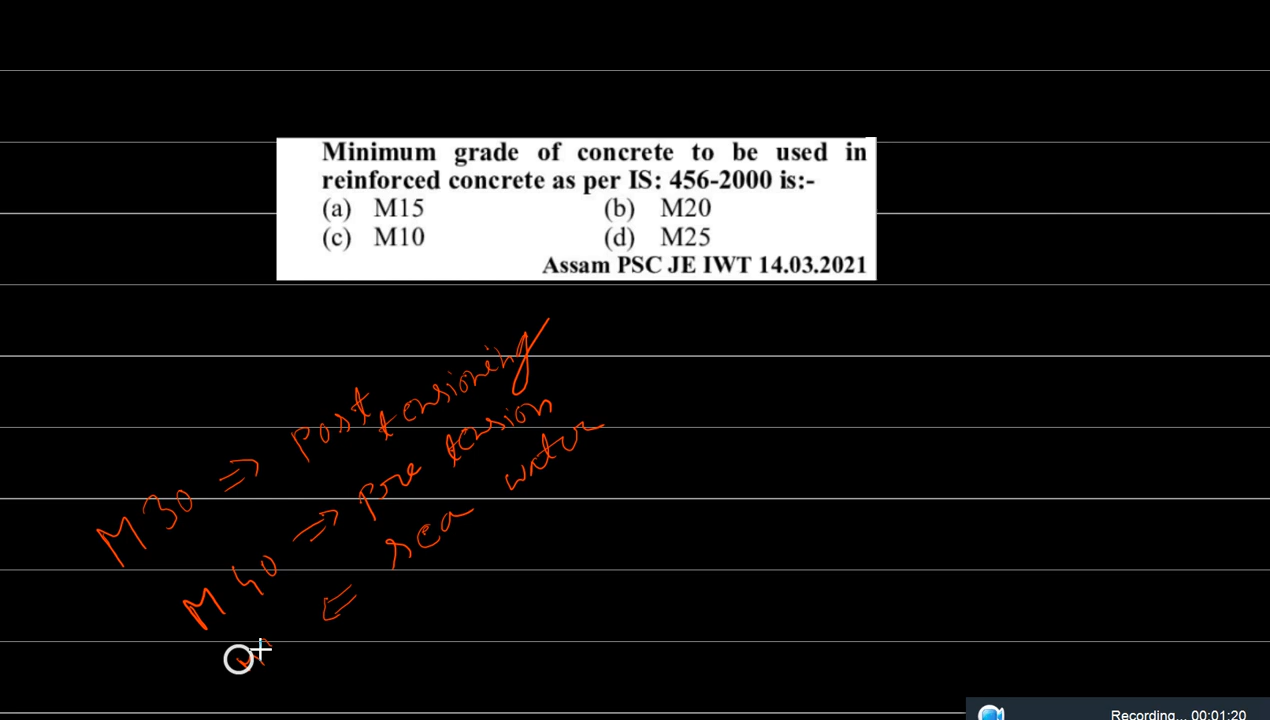 Minimum grade of concrete to be used in
reinforced concrete as per IS: 456-2000 is:-
(a) M15 (b) M20
(c) M10 (d) M25
Assam PSC JE IWT 14.03.2021
M30 ⇒ post tensioning
M40 ⇒ pre tension
⇐ sea water
Recording... 00:01:20